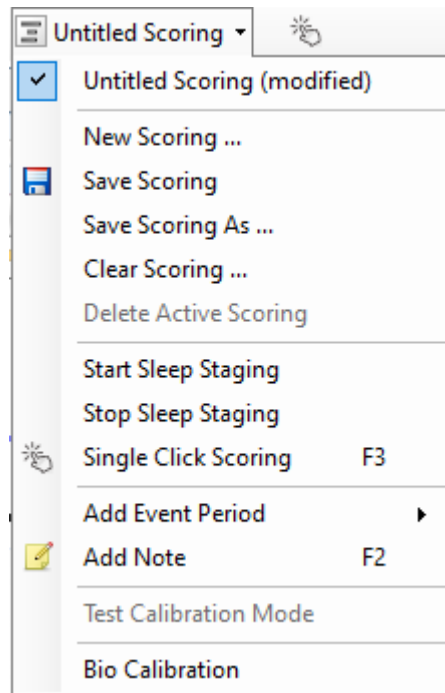 Untitled Scoring
Untitled Scoring (modified)
New Scoring ...
Save Scoring
Save Scoring As ...
Clear Scoring ...
Delete Active Scoring
Start Sleep Staging
Stop Sleep Staging
Single Click Scoring F3
Add Event Period
Add Note F2
Test Calibration Mode
Bio Calibration